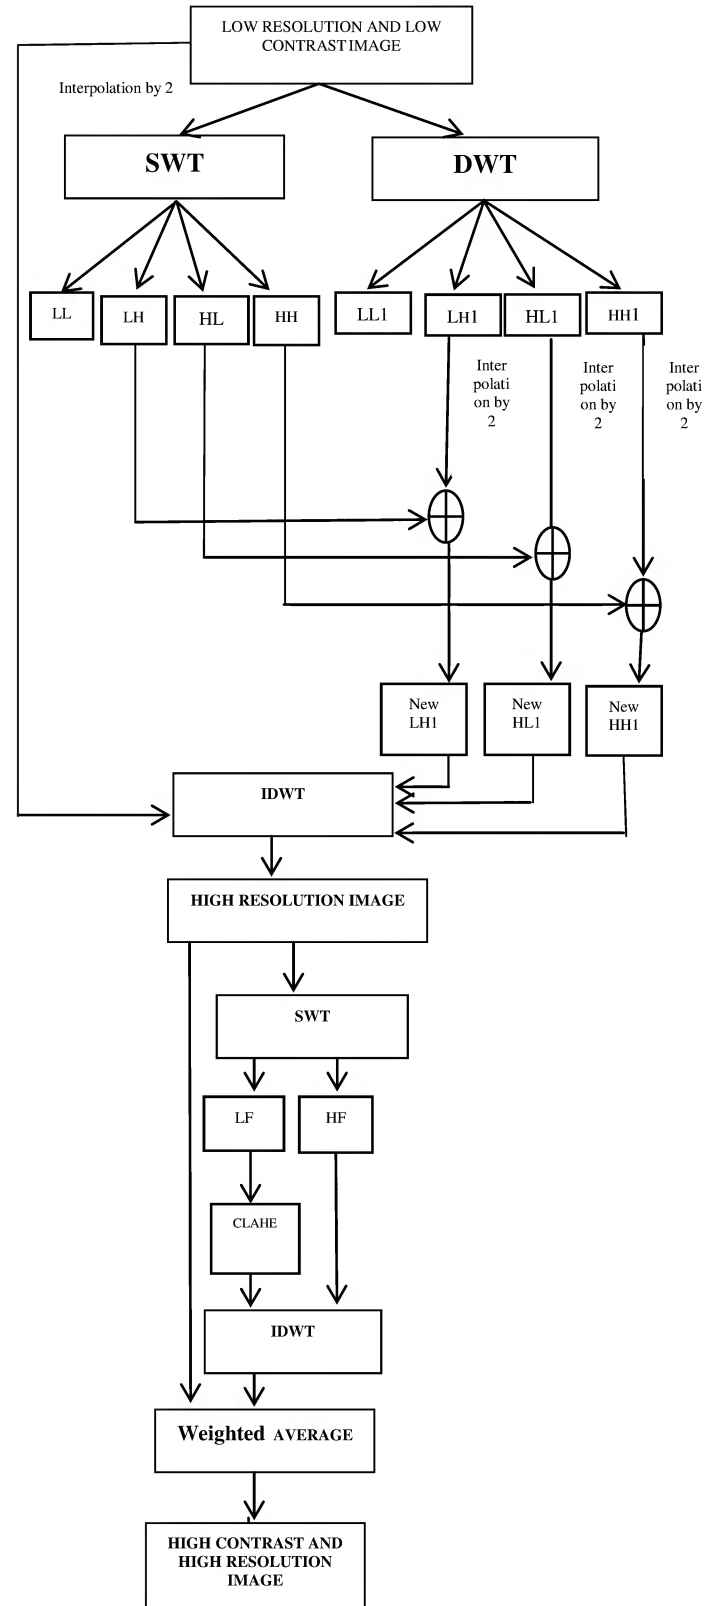 LOW RESOLUTION AND LOW
CONTRAST IMAGE
Interpolation by 2
SWT
DWT
LL
LH
HL
HH
LL1
LH1
HL1
HH1
Inter
polati
on by
2
Inter
polati
on by
2
Inter
polati
on by
2
New
LH1
New
HL1
New
HH1
IDWT
HIGH RESOLUTION IMAGE
SWT
LF
HF
CLAHE
IDWT
Weighted AVERAGE
HIGH CONTRAST AND
HIGH RESOLUTION
IMAGE